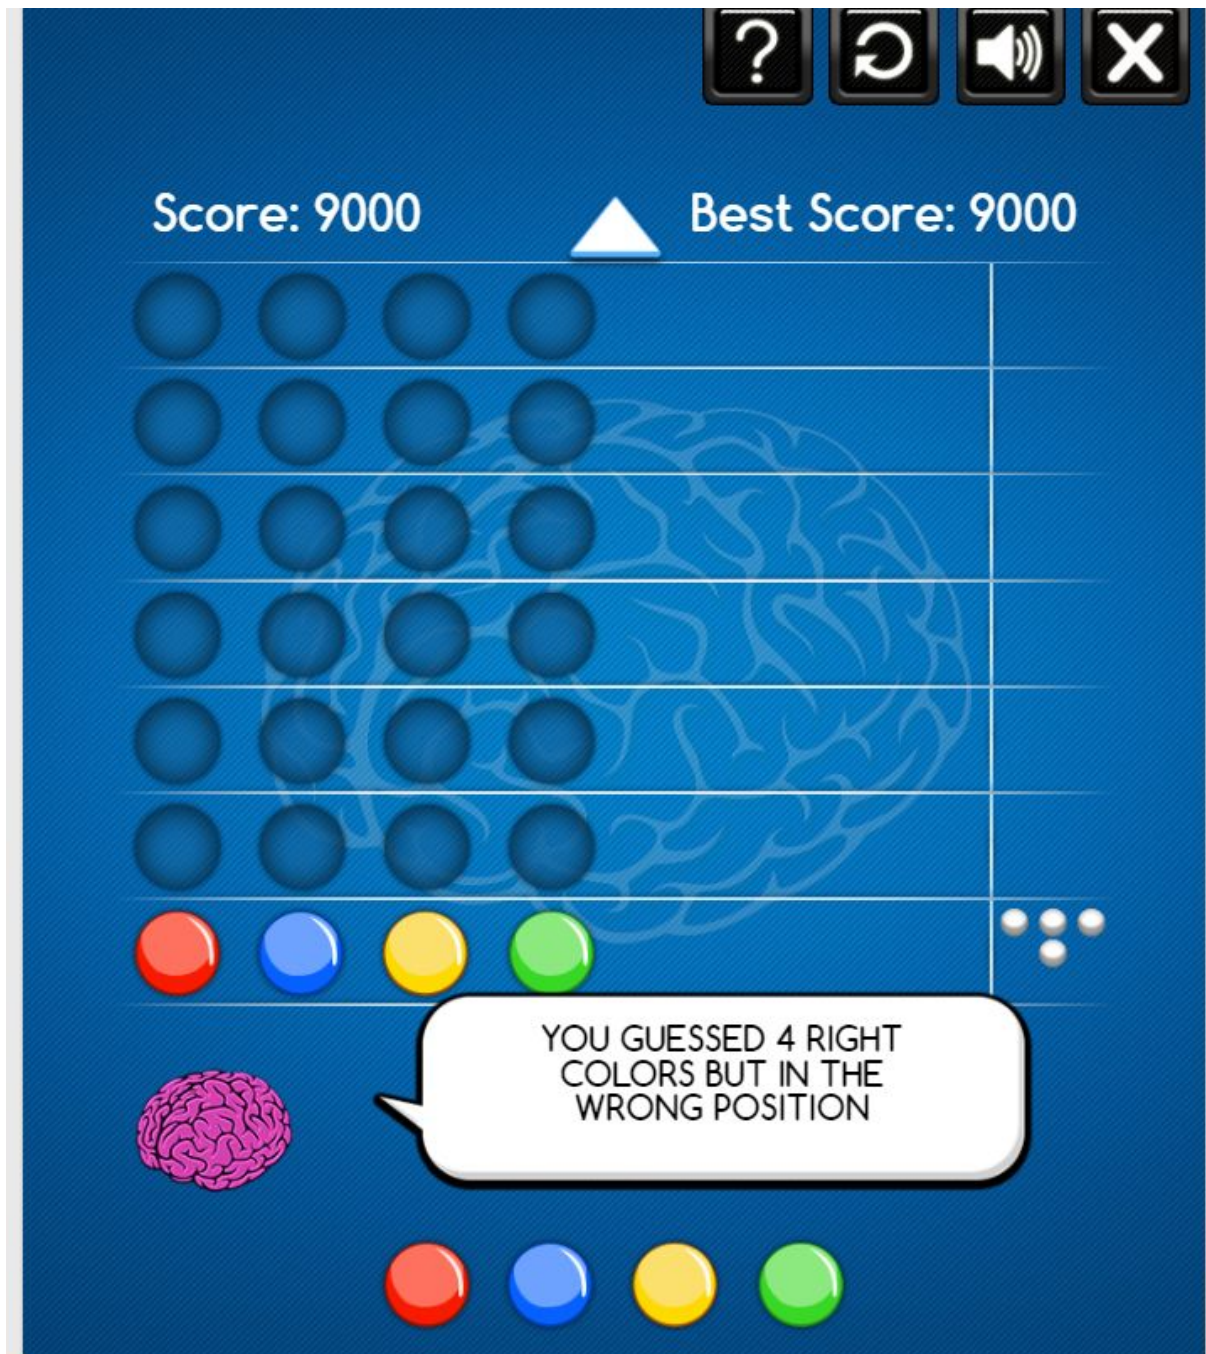 ?
Score: 9000
Best Score: 9000
YOU GUESSED 4 RIGHT
COLORS BUT IN THE
WRONG POSITION